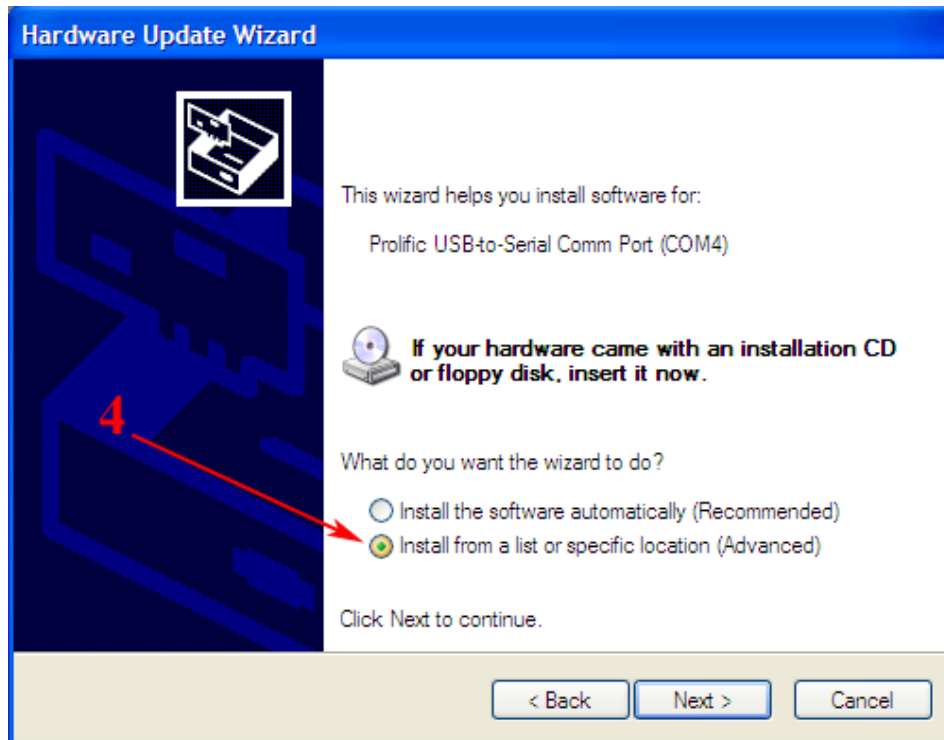 Hardware Update Wizard
This wizard helps you install software for:
Prolific USB-to-Serial Comm Port (COM4)
If your hardware came with an installation CD
or floppy disk, insert it now.
4
What do you want the wizard to do?
Install the software automatically (Recommended)
Install from a list or specific location (Advanced)
Click Next to continue.
< Back
Next >
Cancel